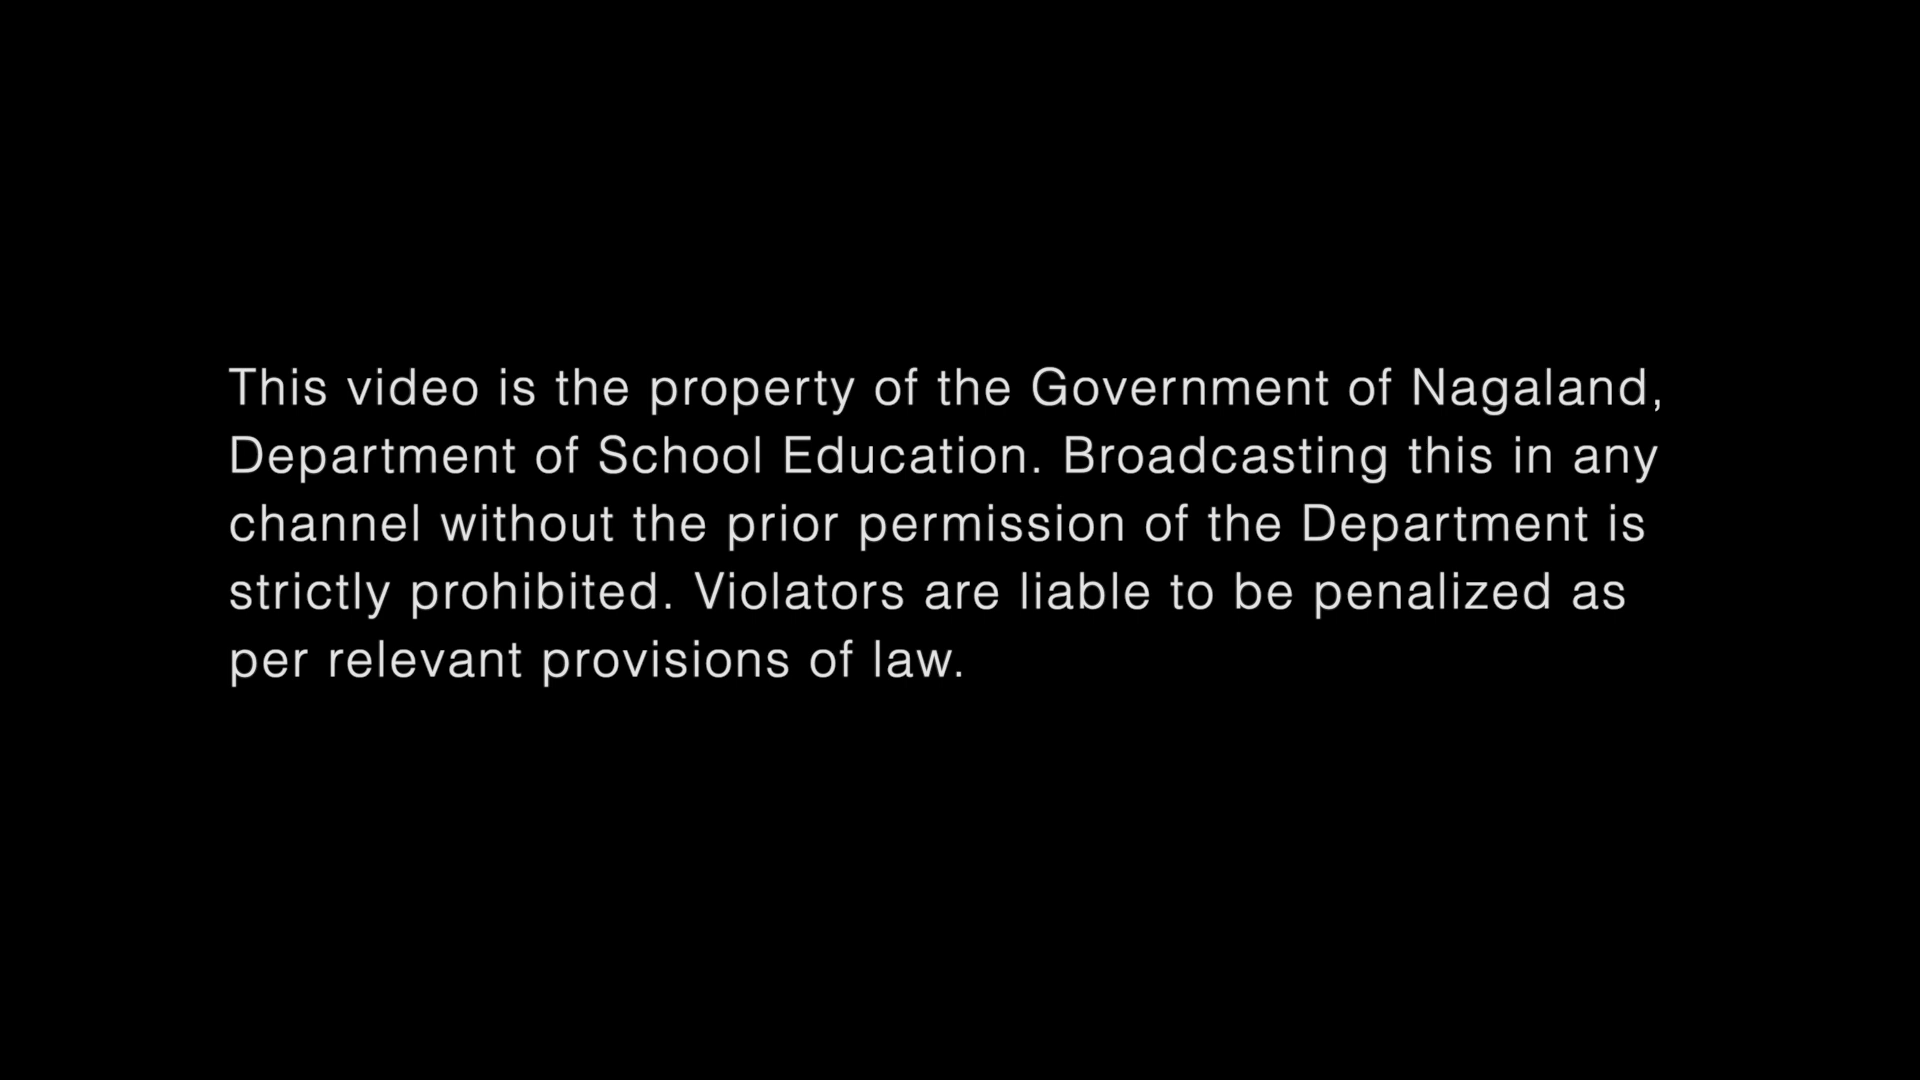 This video is the property of the Government of Nagaland,
Department of School Education. Broadcasting this in any
channel without the prior permission of the Department is
strictly prohibited. Violators are liable to be penalized as
per relevant provisions of law.